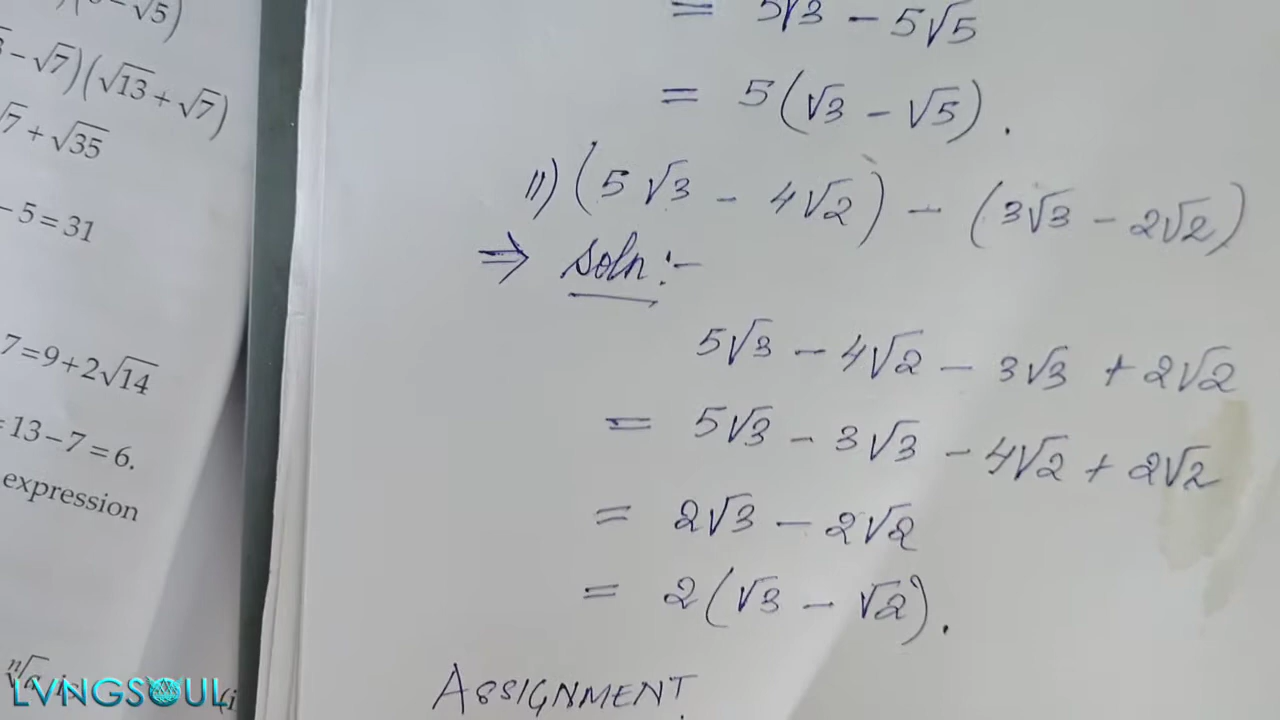 -√5)
-√7)(√13+√7)
√7+√35
-5=31
7=9+2√14
=13-7=6.
expression
= 5√3 - 5√5
= 5(√3 - √5).
II) (5√3 - 4√2) - (3√3 - 2√2)
⇒ Soln:-
5√3 - 4√2 - 3√3 + 2√2
= 5√3 - 3√3 - 4√2 + 2√2
= 2√3 - 2√2
= 2(√3 - √2).
ASSIGNMENT
LVNGSOUL
(i